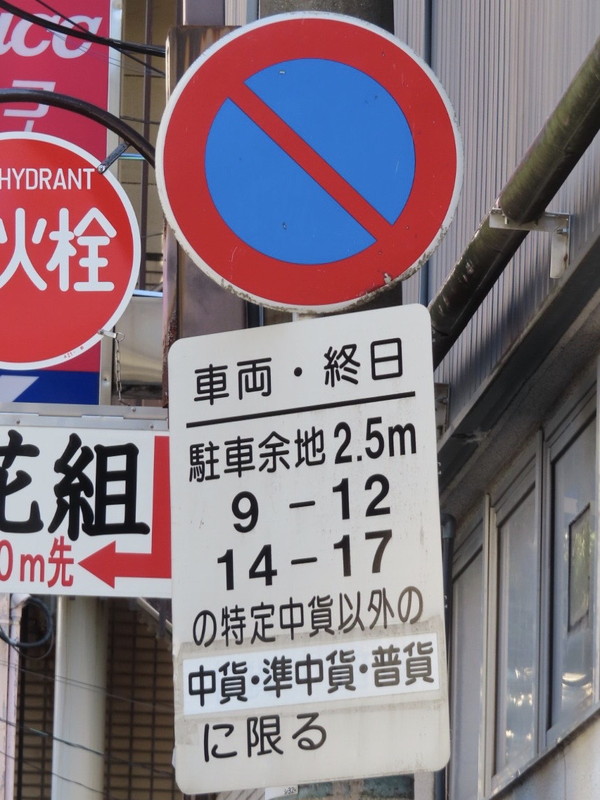 HYDRANT
火栓
車両・終日
駐車余地2.5m
9－12
14－17
の特定中貨以外の
中貨・準中貨・普貨
に限る
花組
0m先